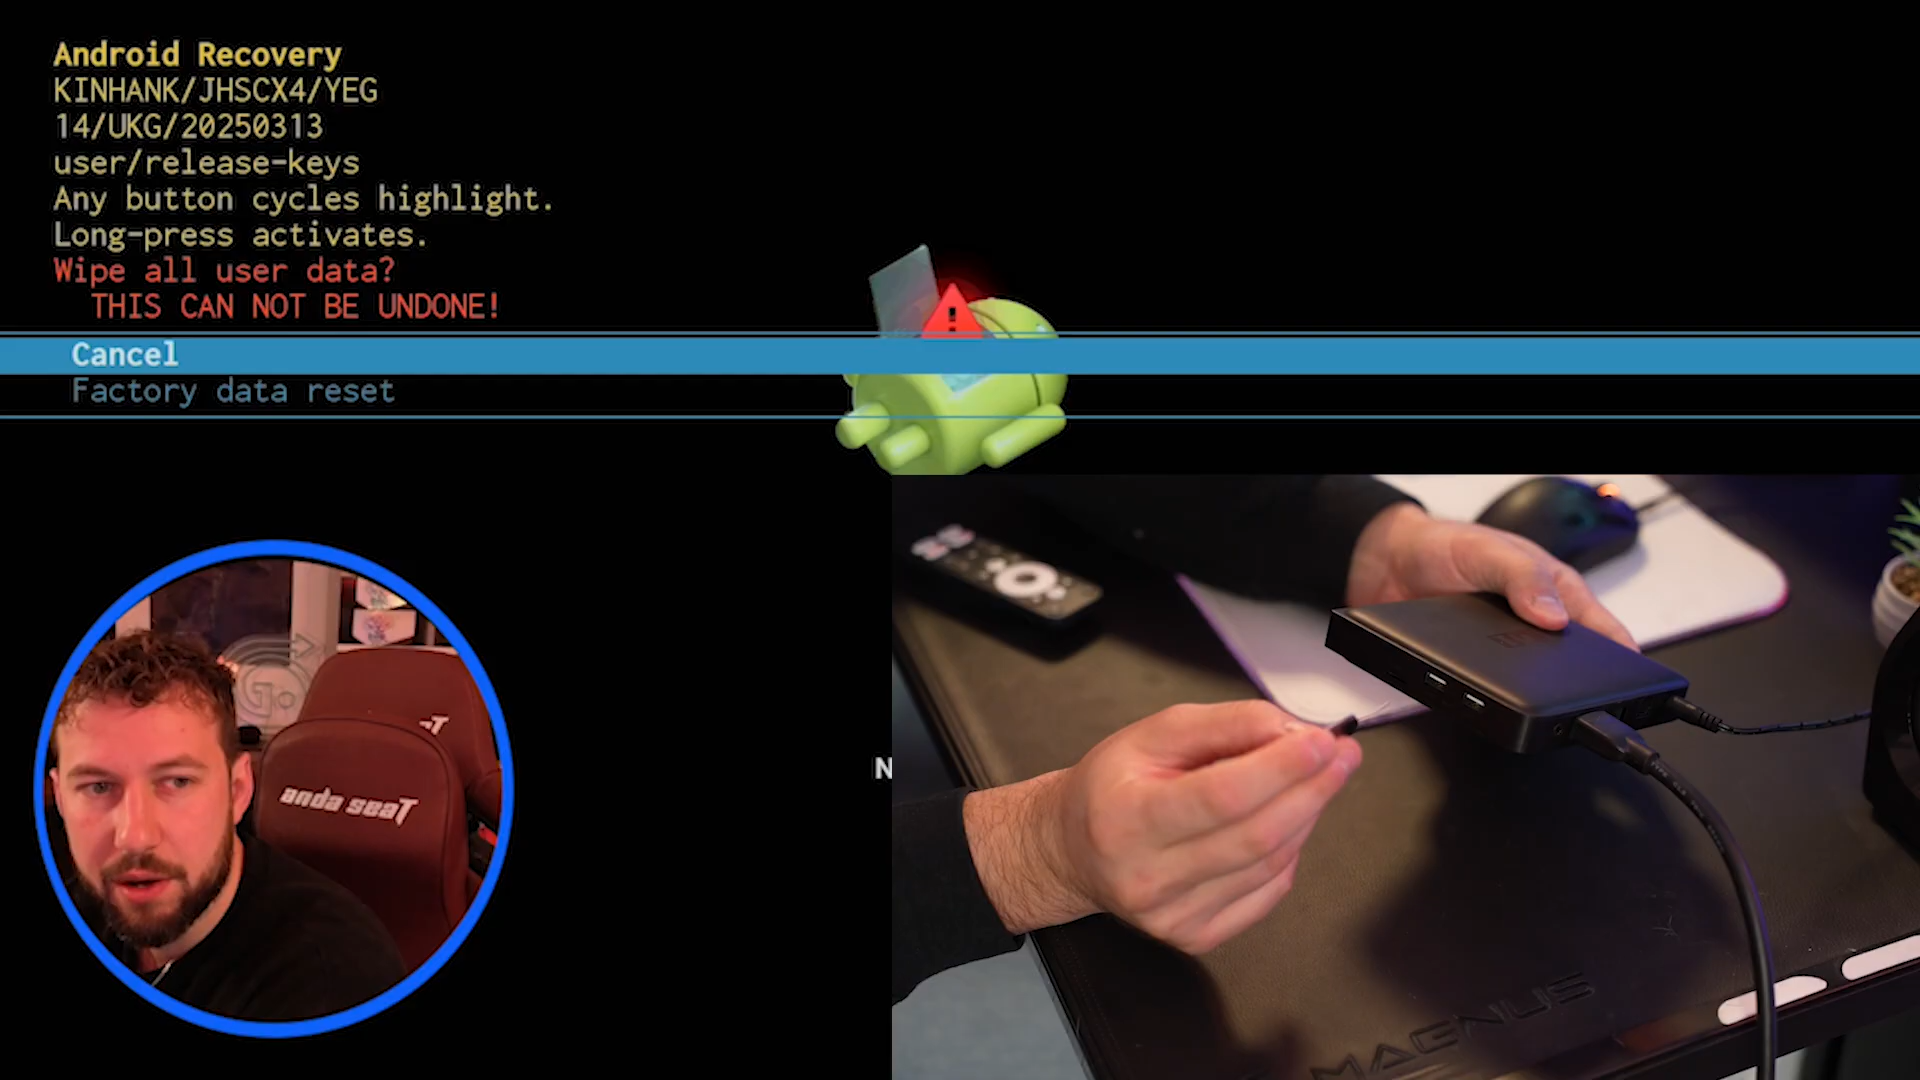 Android Recovery
KINHANK/JHSCX4/YEG
14/UKG/20250313
user/release-keys
Any button cycles highlight.
Long-press activates.
Wipe all user data?
THIS CAN NOT BE UNDONE!
Cancel
Factory data reset
N
G.
anda seaT
MAGNUS